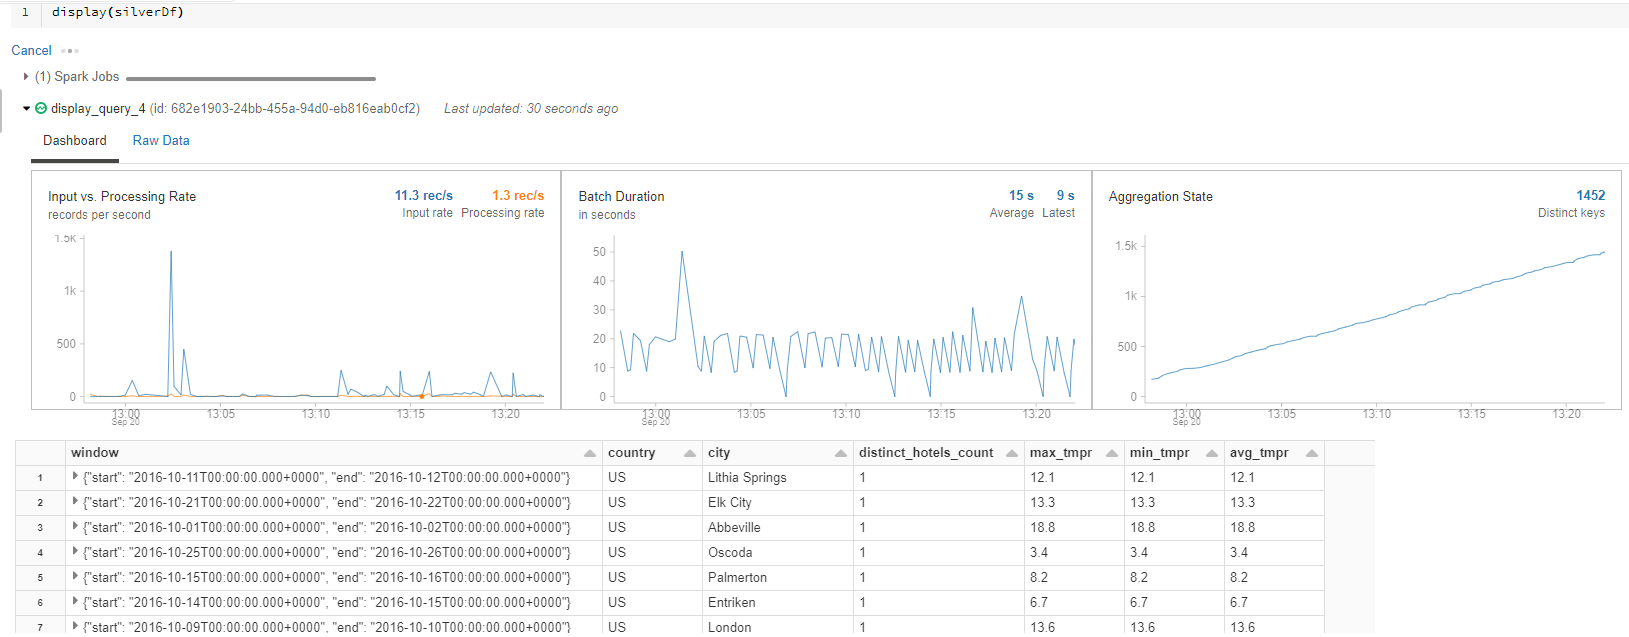 1 display(silverDf)
Cancel
(1) Spark Jobs
display_query_4 (id: 682e1903-24bb-455a-94d0-eb816eab0cf2) Last updated: 30 seconds ago
Dashboard Raw Data
Input vs. Processing Rate
records per second
11.3 rec/s 1.3 rec/s
Input rate Processing rate
1.5K
1k
500
0
13:00 13:05 13:10 13:15 13:20
Sep 20
Batch Duration
in seconds
15 s 9 s
Average Latest
50
40
30
20
10
0
13:00 13:05 13:10 13:15 13:20
Sep 20
Aggregation State
1452
Distinct keys
1.5k
1k
500
0
13:00 13:05 13:10 13:15 13:20
Sep 20
window country city distinct_hotels_count max_tmpr min_tmpr avg_tmpr
1 {"start": "2016-10-11T00:00:00.000+0000", "end": "2016-10-12T00:00:00.000+0000"} US Lithia Springs 1 12.1 12.1 12.1
2 {"start": "2016-10-21T00:00:00.000+0000", "end": "2016-10-22T00:00:00.000+0000"} US Elk City 1 13.3 13.3 13.3
3 {"start": "2016-10-01T00:00:00.000+0000", "end": "2016-10-02T00:00:00.000+0000"} US Abbeville 1 18.8 18.8 18.8
4 {"start": "2016-10-25T00:00:00.000+0000", "end": "2016-10-26T00:00:00.000+0000"} US Oscoda 1 3.4 3.4 3.4
5 {"start": "2016-10-15T00:00:00.000+0000", "end": "2016-10-16T00:00:00.000+0000"} US Palmerton 1 8.2 8.2 8.2
6 {"start": "2016-10-14T00:00:00.000+0000", "end": "2016-10-15T00:00:00.000+0000"} US Entriken 1 6.7 6.7 6.7
7 {"start": "2016-10-09T00:00:00.000+0000", "end": "2016-10-10T00:00:00.000+0000"} US London 1 13.6 13.6 13.6